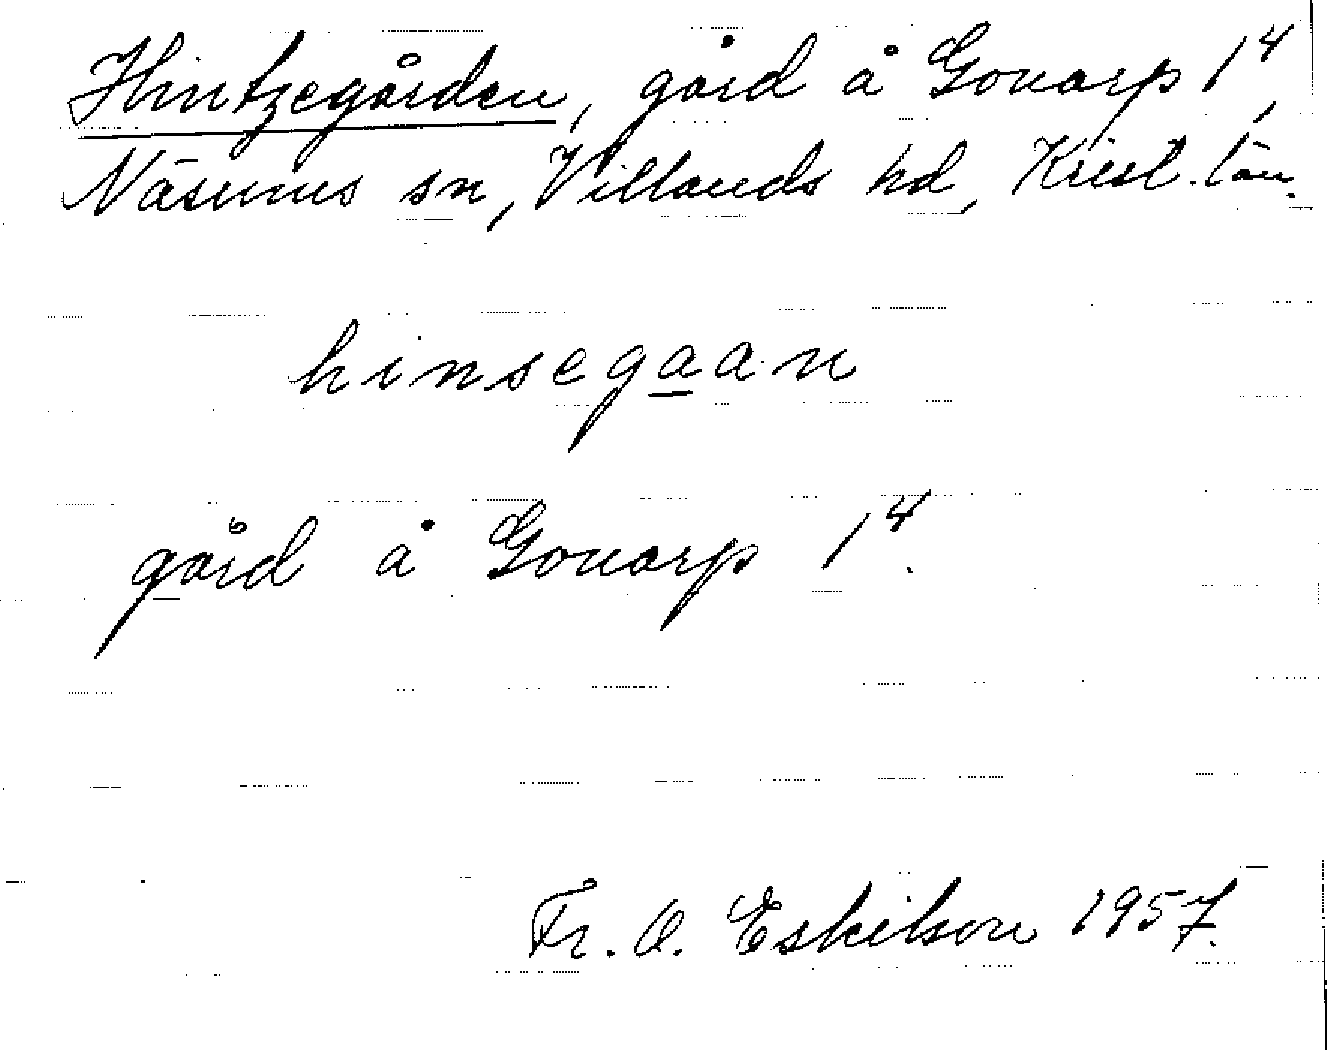 Hintzegården, gård å Gonarp 1⁴,
Näsums sn, Villands hd, Krist. län.
hinsegaan
gård å Gonarp 1⁴.
Fr. O. Eskilson 1957.